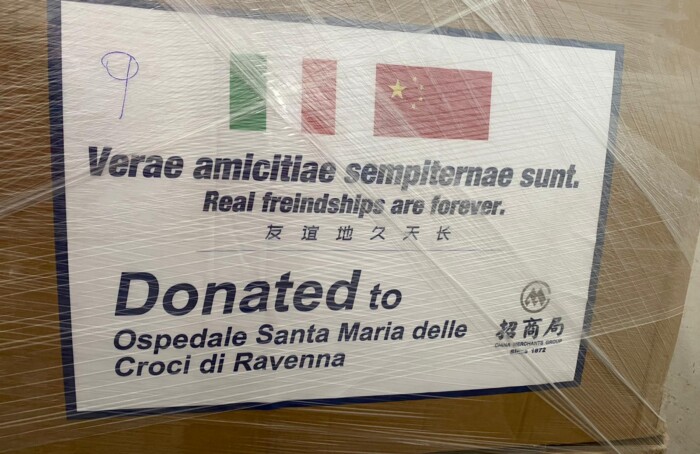 9
Verae amicitiae sempiternae sunt.
Real freindships are forever.
友谊地久天长
Donated to
Ospedale Santa Maria delle
Croci di Ravenna
招商局
CHINA MERCHANTS GROUP
SINCE 1872